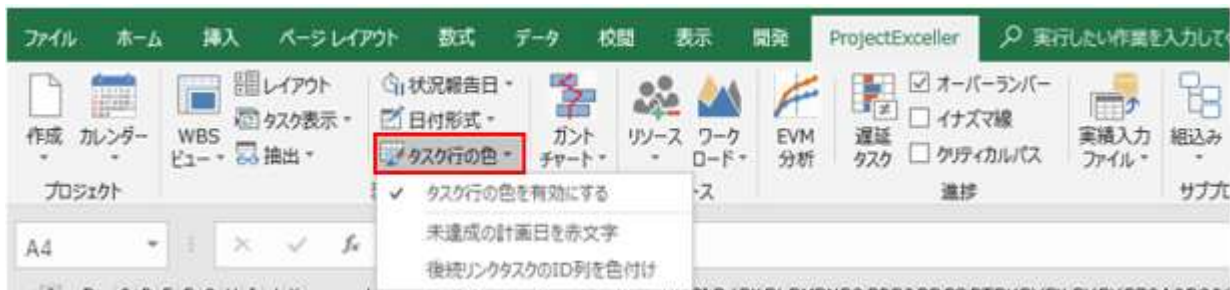 ファイル ホーム 挿入 ページレイアウト 数式 データ 校閲 表示 開発 ProjectExceller 実行したい作業を入力して
作成
カレンダー
WBS
ビュー
レイアウト
タスク表示
抽出
状況報告日
日付形式
タスク行の色
ガント
チャート
リソース
ワーク
ロード
EVM
分析
遅延
タスク
オーバーランバー
イナズマ線
クリティカルパス
実績入力
ファイル
組込み
プロジェクト
ス
進捗
サブプロ
タスク行の色を有効にする
未達成の計画日を赤文字
後続リンクタスクのID列を色付け
A4
fx